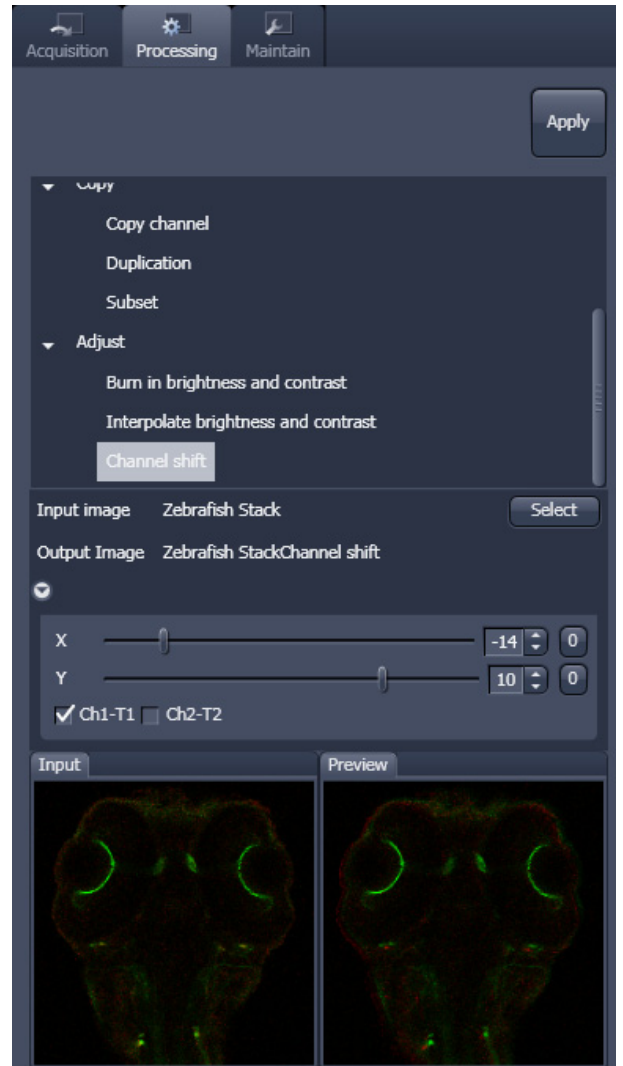 Acquisition Processing Maintain
Apply
Copy
Copy channel
Duplication
Subset
Adjust
Burn in brightness and contrast
Interpolate brightness and contrast
Channel shift
Input image Zebrafish Stack Select
Output Image Zebrafish StackChannel shift
X -14 0
Y 10 0
Ch1-T1 Ch2-T2
Input Preview